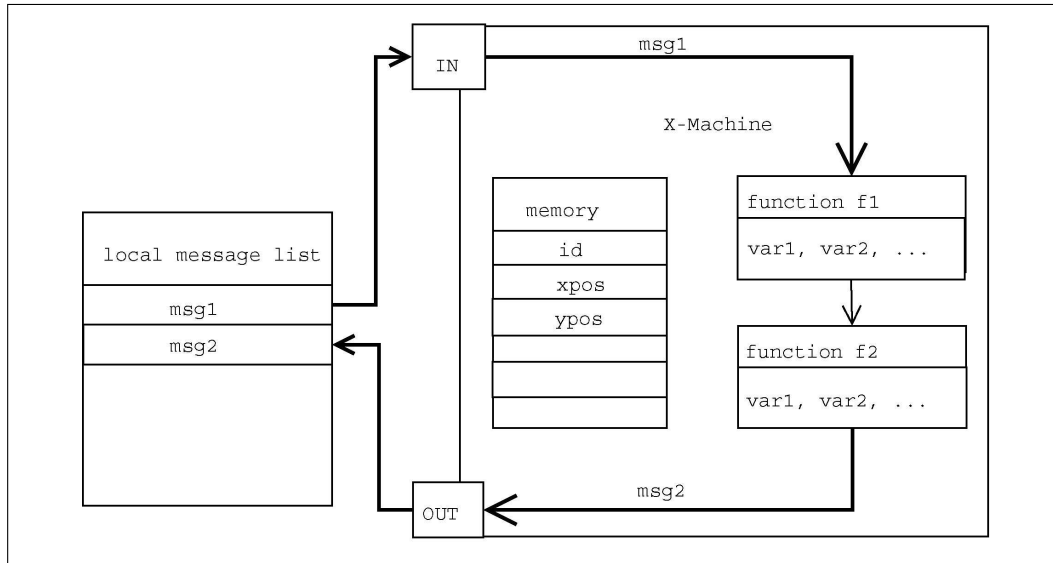 IN
msg1
X-Machine
local message list
msg1
msg2
memory
id
xpos
ypos
function f1
var1, var2, ...
function f2
var1, var2, ...
msg2
OUT